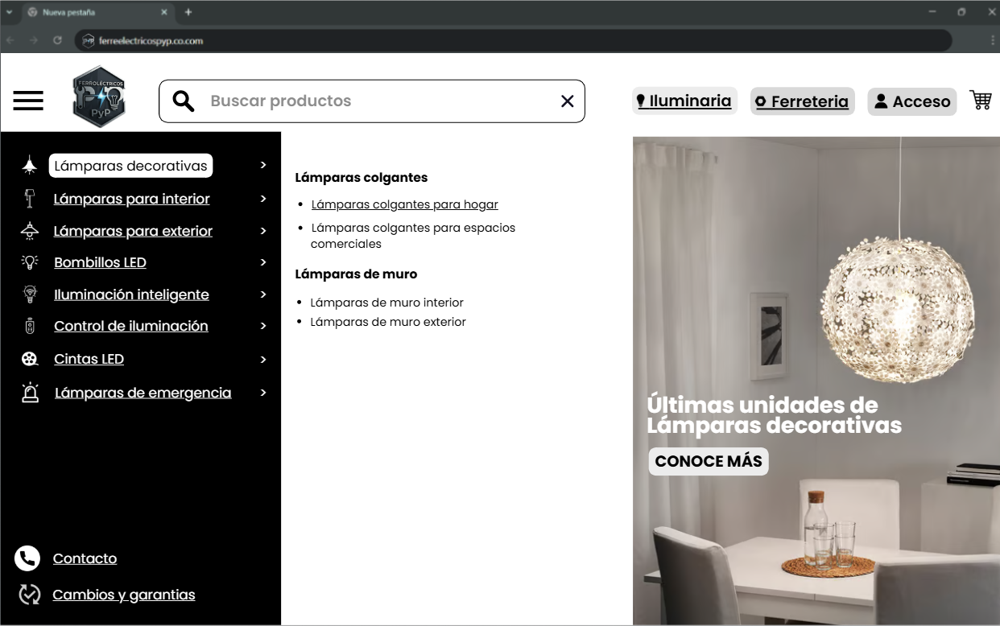 Nueva pestaña
ferreelectricospyp.co.com
FERROLÉCTRICOS
PyP
Buscar productos
Iluminaria
Ferreteria
Acceso
Lámparas decorativas
Lámparas para interior
Lámparas para exterior
Bombillos LED
Iluminación inteligente
Control de iluminación
Cintas LED
Lámparas de emergencia
Contacto
Cambios y garantias
Lámparas colgantes
• Lámparas colgantes para hogar
• Lámparas colgantes para espacios
comerciales
Lámparas de muro
• Lámparas de muro interior
• Lámparas de muro exterior
Últimas unidades de
Lámparas decorativas
CONOCE MÁS